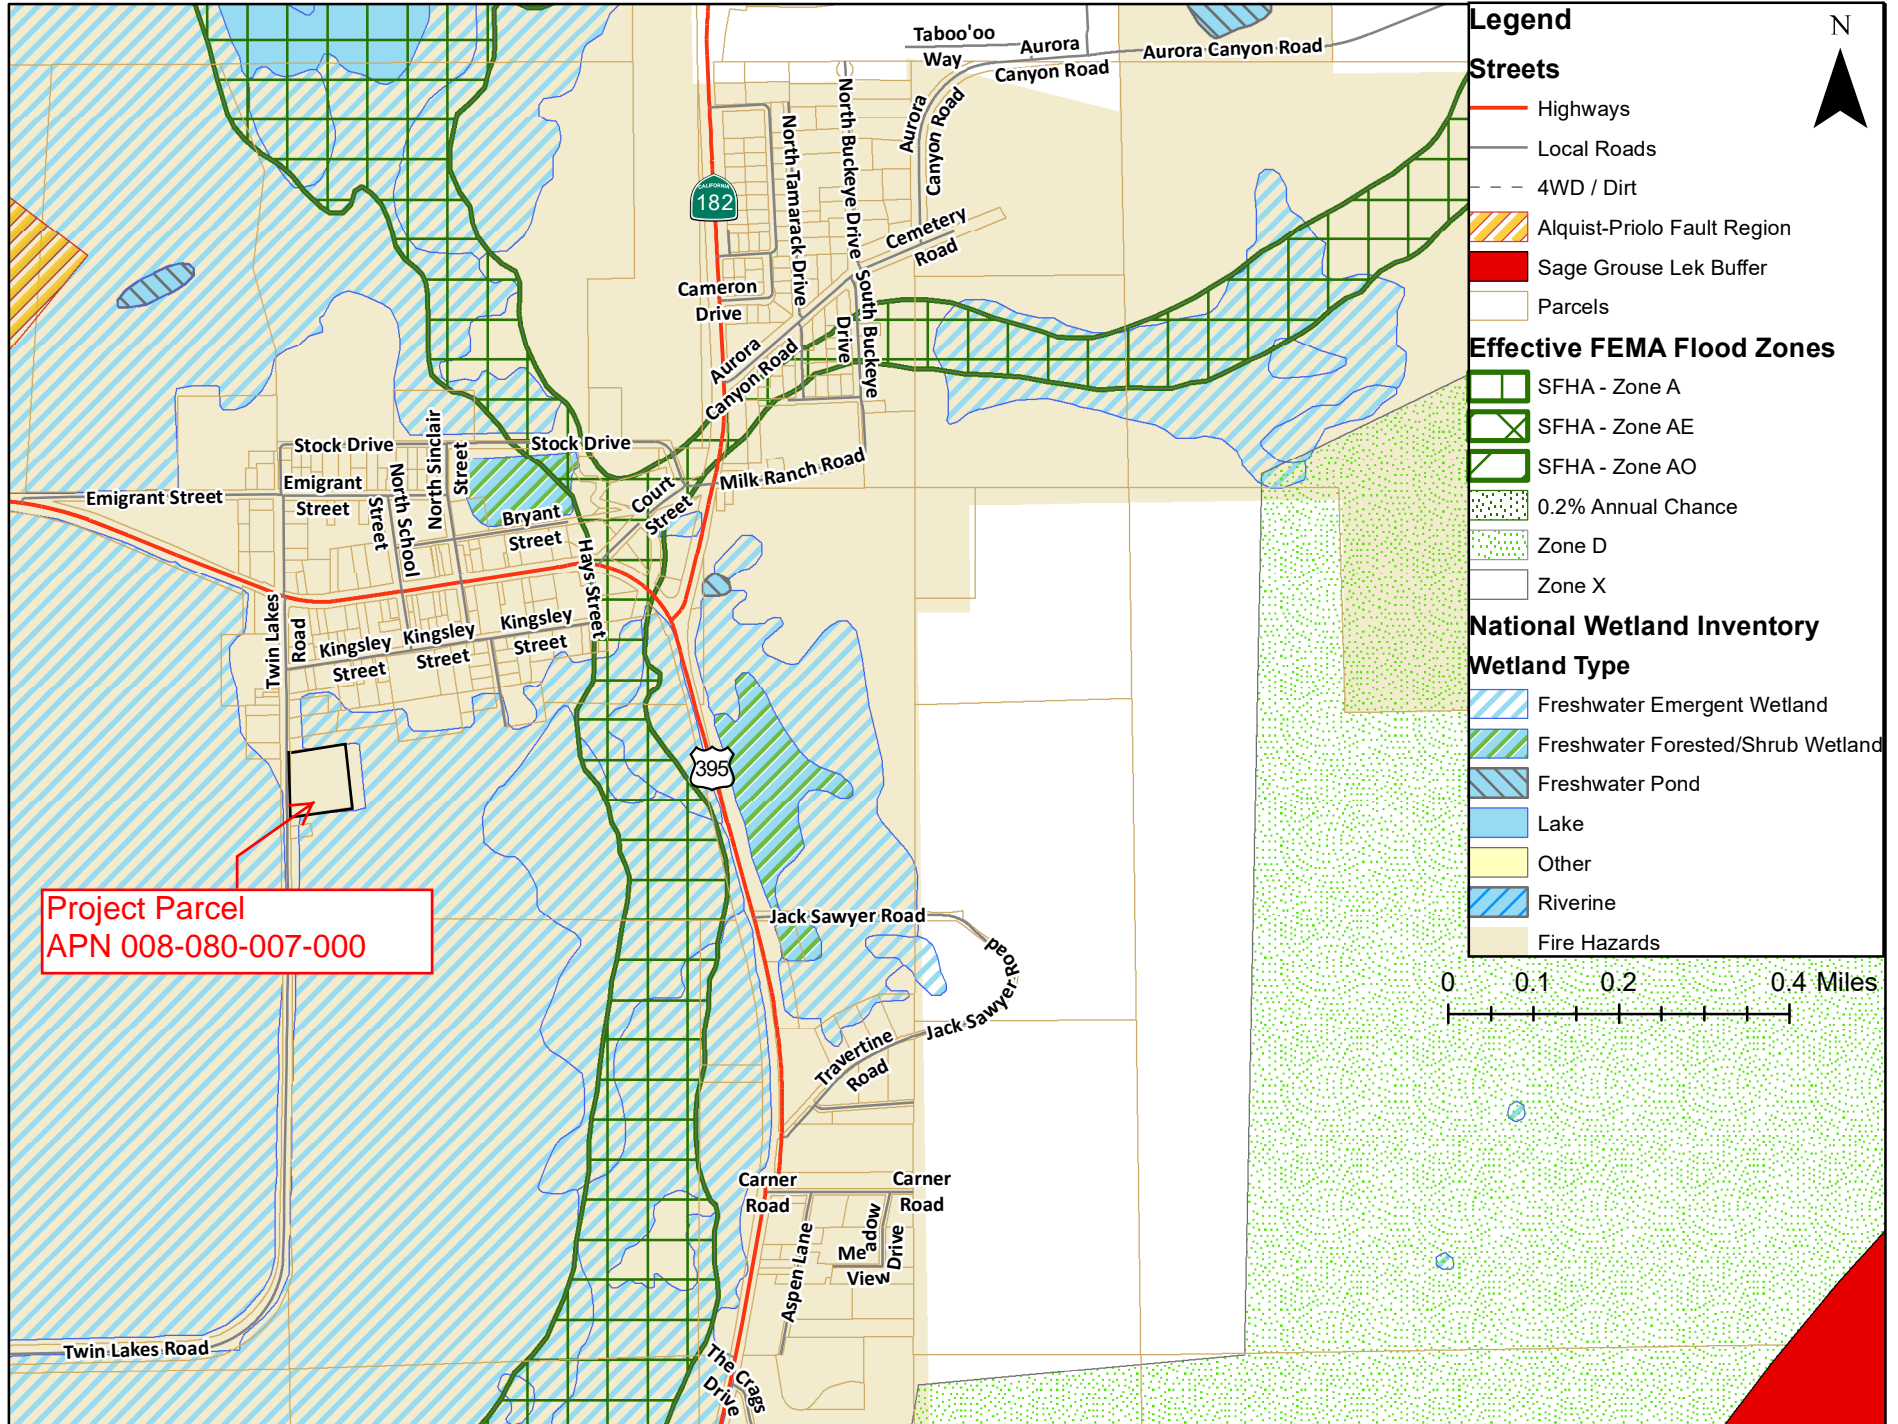 Taboo'oo
Way
Aurora
Canyon Road
Aurora Canyon Road
Aurora
Canyon Road
North Buckeye Drive
North Tamarack Drive
CALIFORNIA
182
Cemetery
Road
Cameron
Drive
South Buckeye
Drive
Aurora
Canyon Road
Stock Drive
Stock Drive
North Sinclair
Street
Emigrant Street
Emigrant
Street
North School
Street
Milk Ranch Road
Court
Street
Bryant
Street
Hays Street
Twin Lakes
Road
Kingsley
Street
Kingsley
Street
Kingsley
Street
395
Project Parcel
APN 008-080-007-000
Jack Sawyer Road
Jack Sawyer Road
Travertine
Road
Carner
Road
Carner
Road
Aspen Lane
Meadow
View Drive
Twin Lakes Road
The Crags
Drive
Legend
N
Streets
Highways
Local Roads
4WD / Dirt
Alquist-Priolo Fault Region
Sage Grouse Lek Buffer
Parcels
Effective FEMA Flood Zones
SFHA - Zone A
SFHA - Zone AE
SFHA - Zone AO
0.2% Annual Chance
Zone D
Zone X
National Wetland Inventory
Wetland Type
Freshwater Emergent Wetland
Freshwater Forested/Shrub Wetland
Freshwater Pond
Lake
Other
Riverine
Fire Hazards
0 0.1 0.2 0.4 Miles